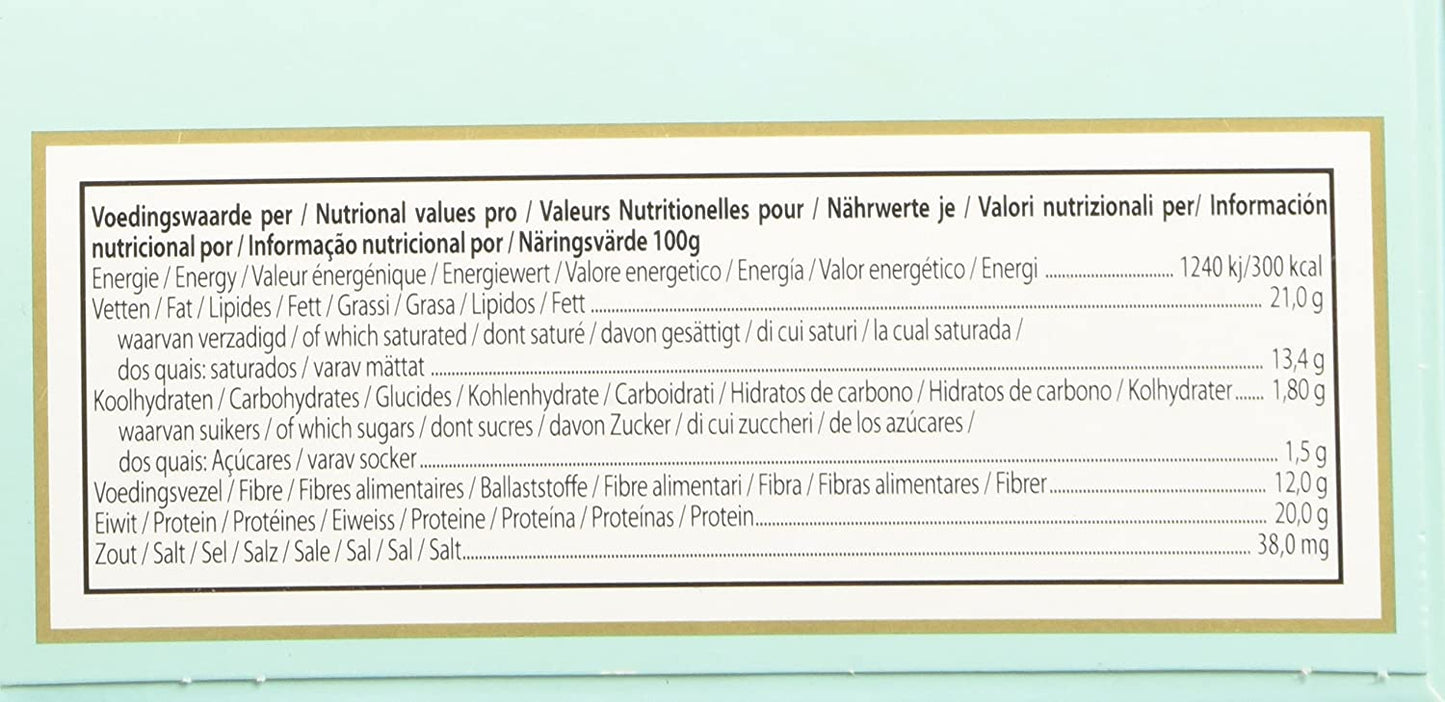 Voedingswaarde per / Nutrional values pro / Valeurs Nutritionelles pour / Nährwerte je / Valori nutrizionali per/ Información
nutricional por / Informação nutricional por / Näringsvärde 100g
Energie / Energy / Valeur énergénique / Energiewert / Valore energetico / Energía / Valor energético / Energi ........................ 1240 kj/300 kcal
Vetten / Fat / Lipides / Fett / Grassi / Grasa / Lipidos / Fett ........................ 21,0 g
waarvan verzadigd / of which saturated / dont saturé / davon gesättigt / di cui saturi / la cual saturada /
dos quais: saturados / varav mättat ........................ 13,4 g
Koolhydraten / Carbohydrates / Glucides / Kohlenhydrate / Carboidrati / Hidratos de carbono / Hidratos de carbono / Kolhydrater....... 1,80 g
waarvan suikers / of which sugars / dont sucres / davon Zucker / di cui zuccheri / de los azúcares /
dos quais: Açúcares / varav socker........................ 1,5 g
Voedingsvezel / Fibre / Fibres alimentaires / Ballaststoffe / Fibre alimentari / Fibra / Fibras alimentares / Fibrer........................ 12,0 g
Eiwit / Protein / Protéines / Eiweiss / Proteine / Proteína / Proteínas / Protein........................ 20,0 g
Zout / Salt / Sel / Salz / Sale / Sal / Sal / Salt........................ 38,0 mg